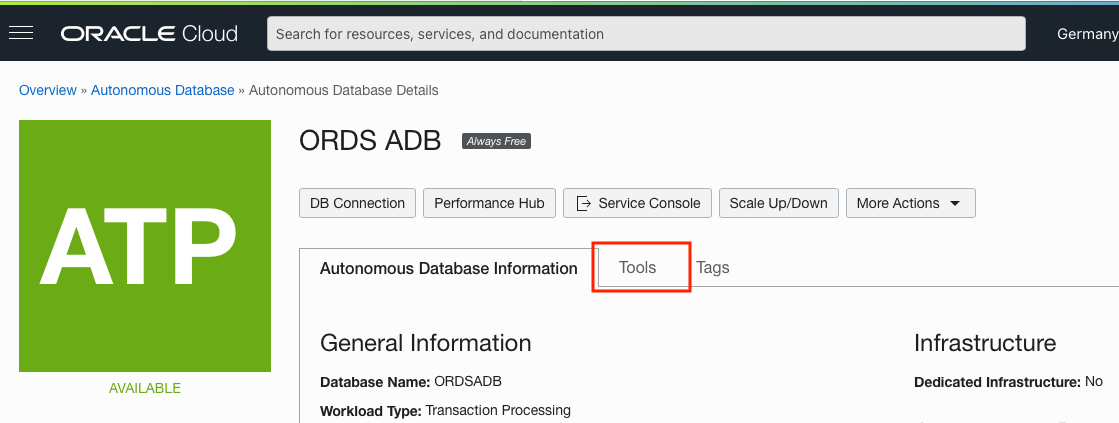 ORACLE Cloud
Search for resources, services, and documentation
Germany
Overview » Autonomous Database » Autonomous Database Details
ATP
AVAILABLE
ORDS ADB
Always Free
DB Connection
Performance Hub
Service Console
Scale Up/Down
More Actions
Autonomous Database Information
Tools
Tags
General Information
Database Name: ORDSADB
Workload Type: Transaction Processing
Infrastructure
Dedicated Infrastructure: No